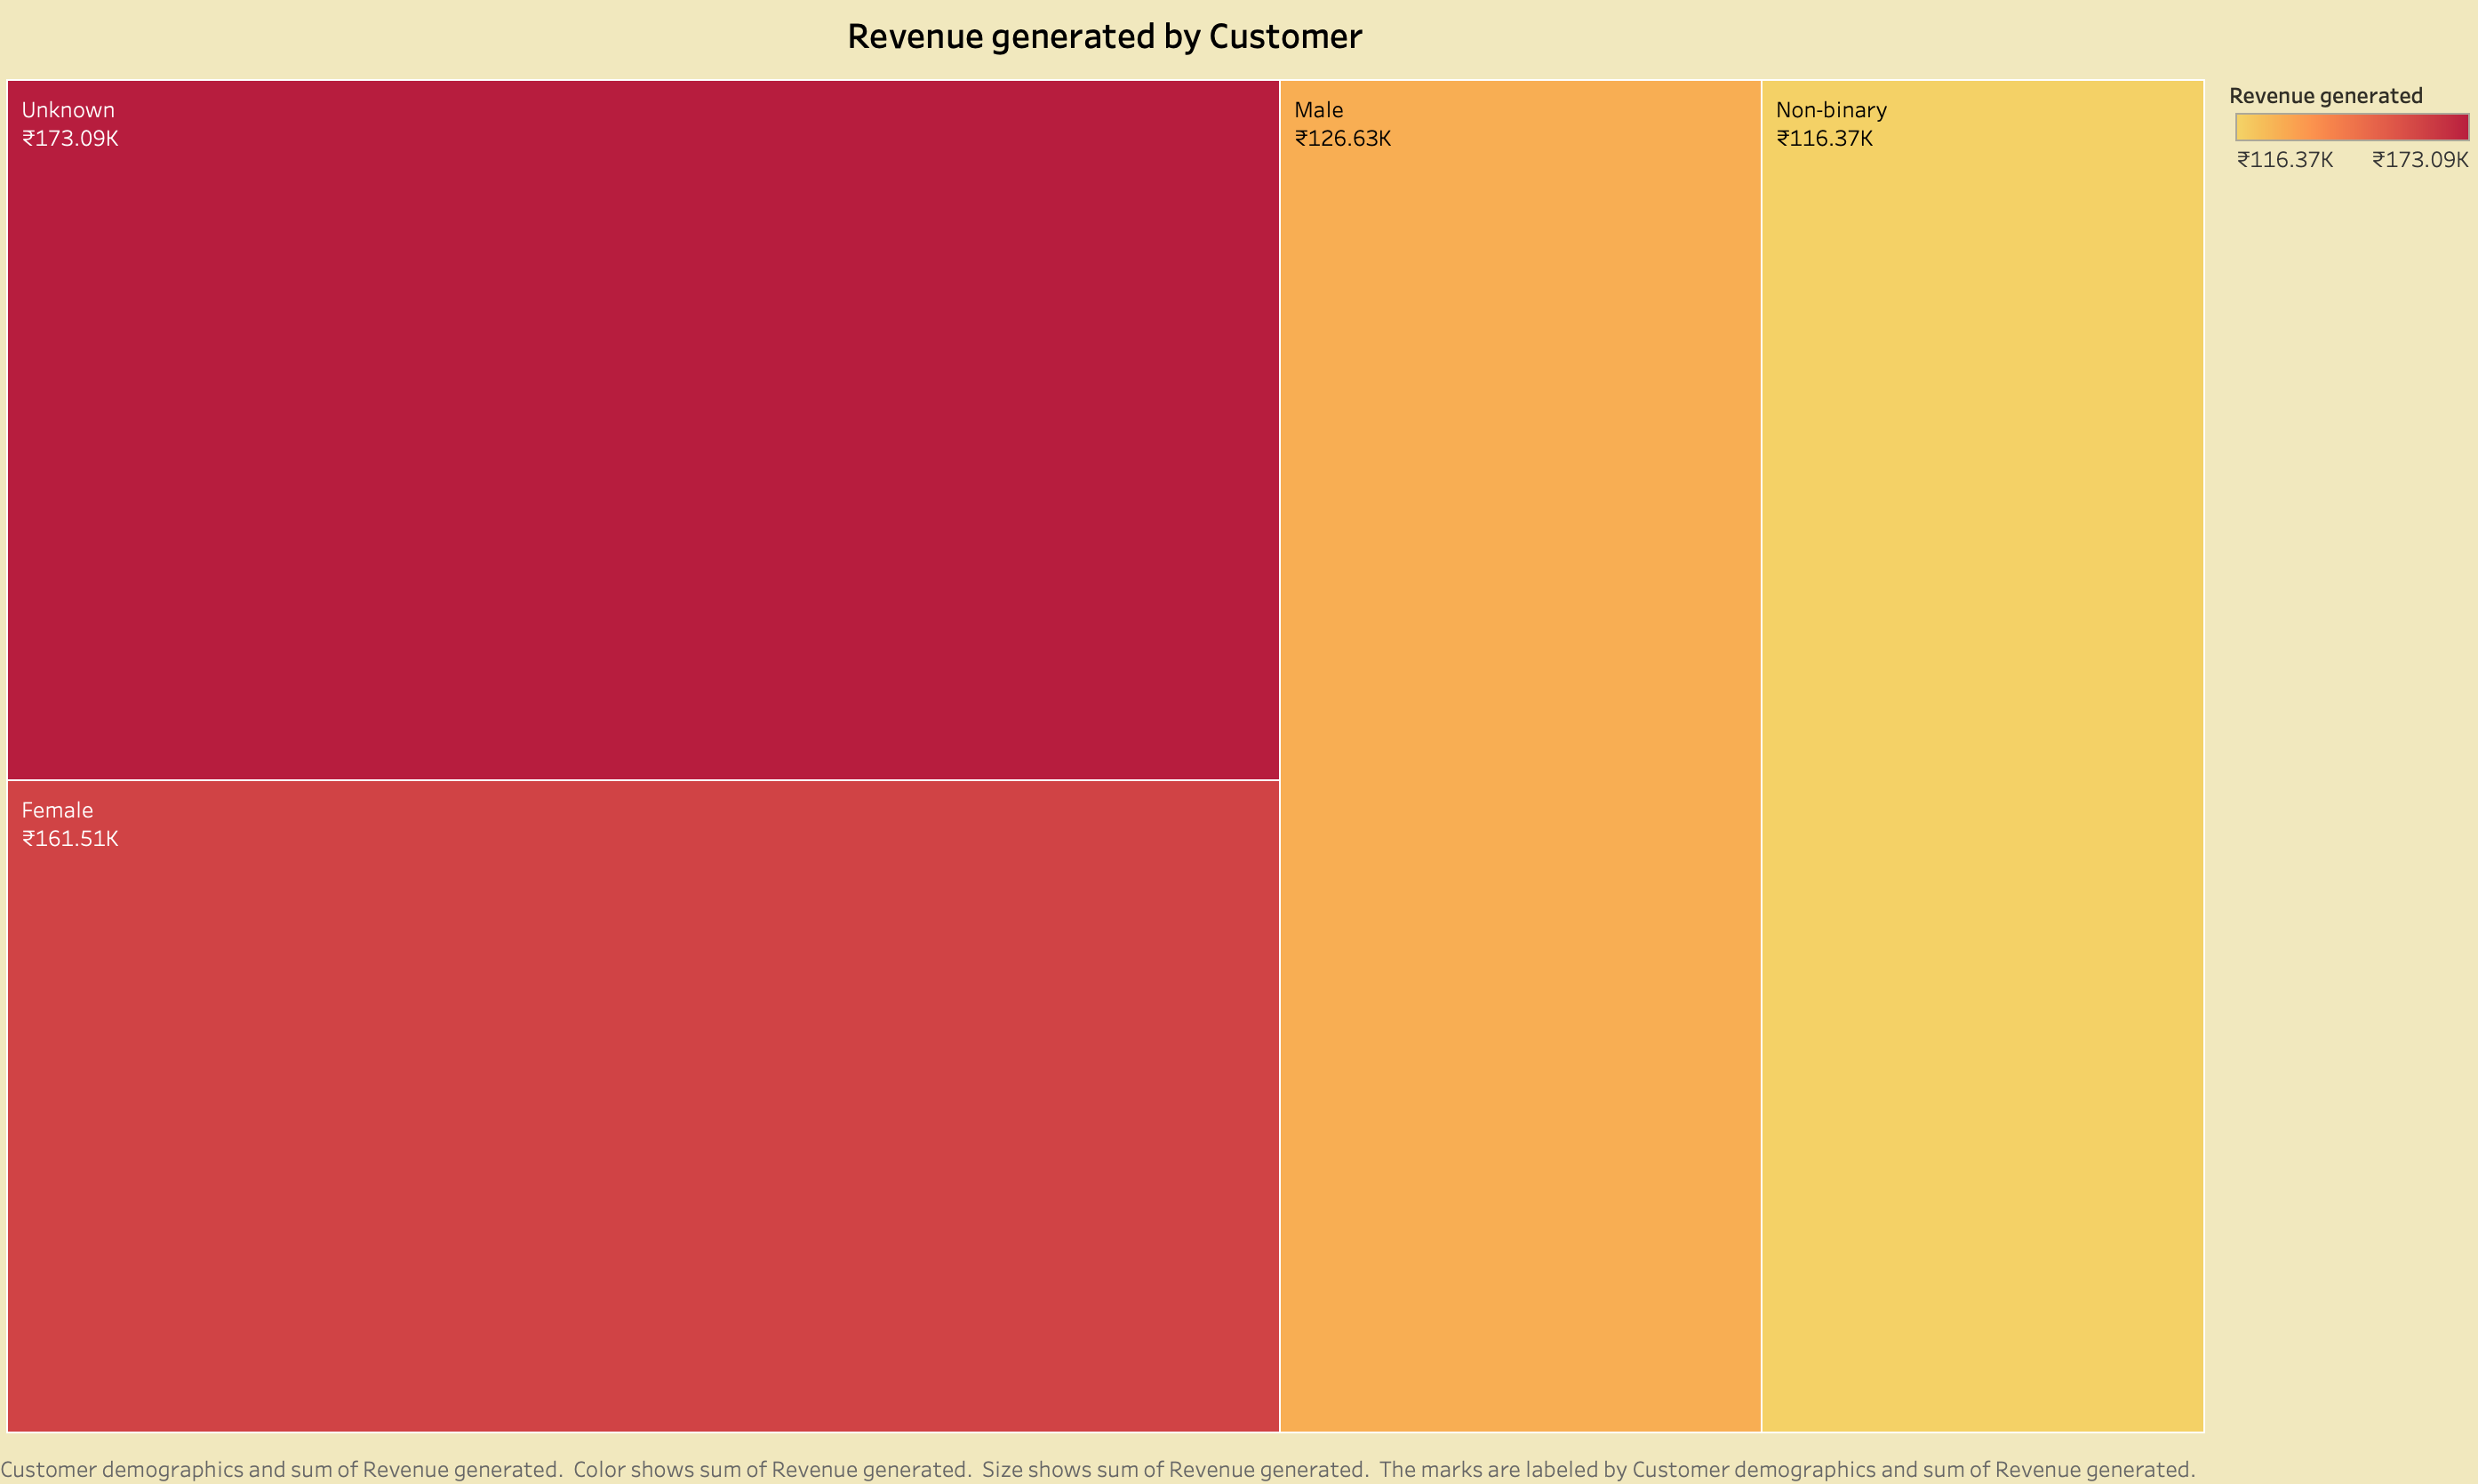 Revenue generated by Customer
Unknown
₹173.09K
Male
₹126.63K
Non-binary
₹116.37K
Revenue generated
₹116.37K ₹173.09K
Female
₹161.51K
Customer demographics and sum of Revenue generated. Color shows sum of Revenue generated. Size shows sum of Revenue generated. The marks are labeled by Customer demographics and sum of Revenue generated.